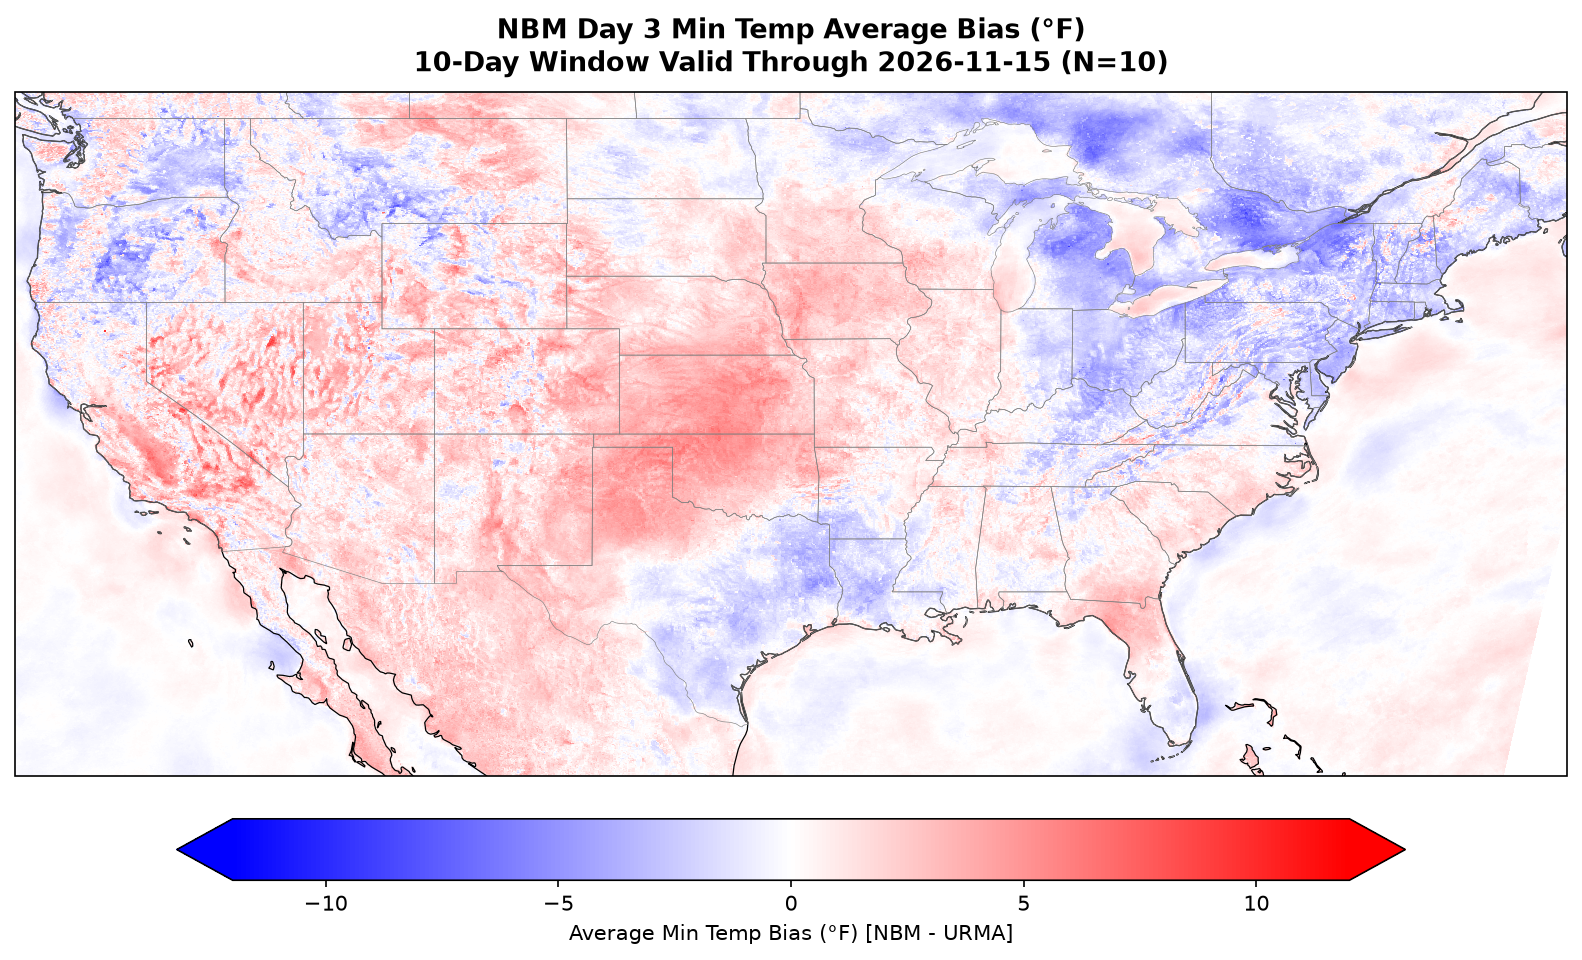 NBM Day 3 Min Temp Average Bias (°F)
10-Day Window Valid Through 2026-11-15 (N=10)
−10 −5 0 5 10
Average Min Temp Bias (°F) [NBM - URMA]